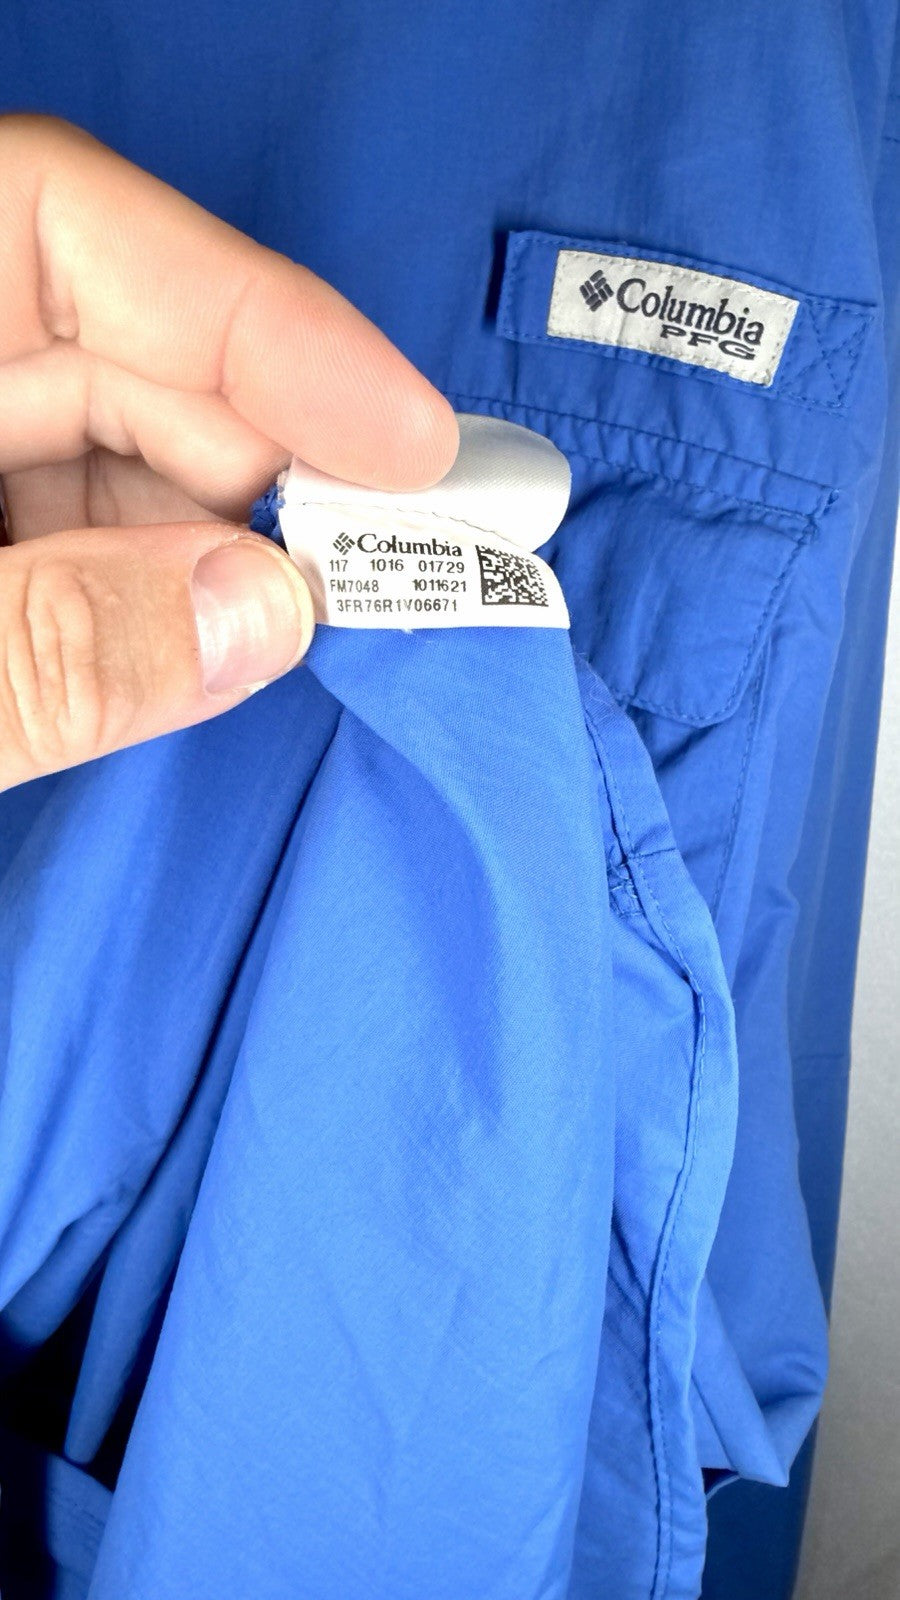 Columbia
PFG
Columbia
117 1016 01729
FM7048 1011621
3FR76R1V06671